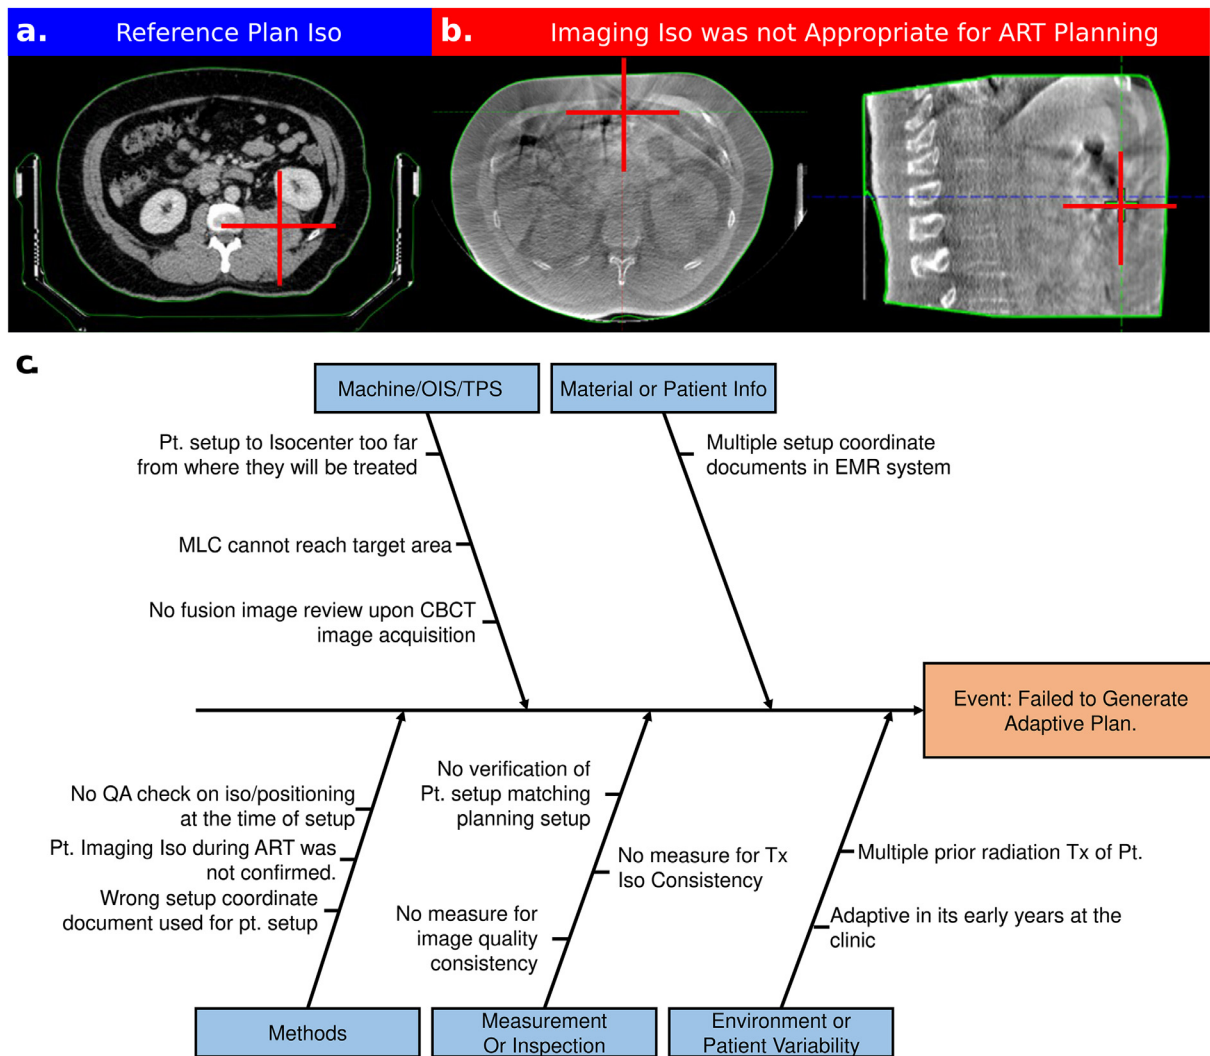 a.
Reference Plan Iso
b.
Imaging Iso was not Appropriate for ART Planning
c.
Machine/OIS/TPS
Material or Patient Info
Pt. setup to Isocenter too far
from where they will be treated
MLC cannot reach target area
No fusion image review upon CBCT
image acquisition
Multiple setup coordinate
documents in EMR system
Event: Failed to Generate
Adaptive Plan.
No QA check on iso/positioning
at the time of setup
Pt. Imaging Iso during ART was
not confirmed.
Wrong setup coordinate
document used for pt. setup
No verification of
Pt. setup matching
planning setup
No measure for Tx
Iso Consistency
No measure for
image quality
consistency
Multiple prior radiation Tx of Pt.
Adaptive in its early years at the
clinic
Methods
Measurement
Or Inspection
Environment or
Patient Variability